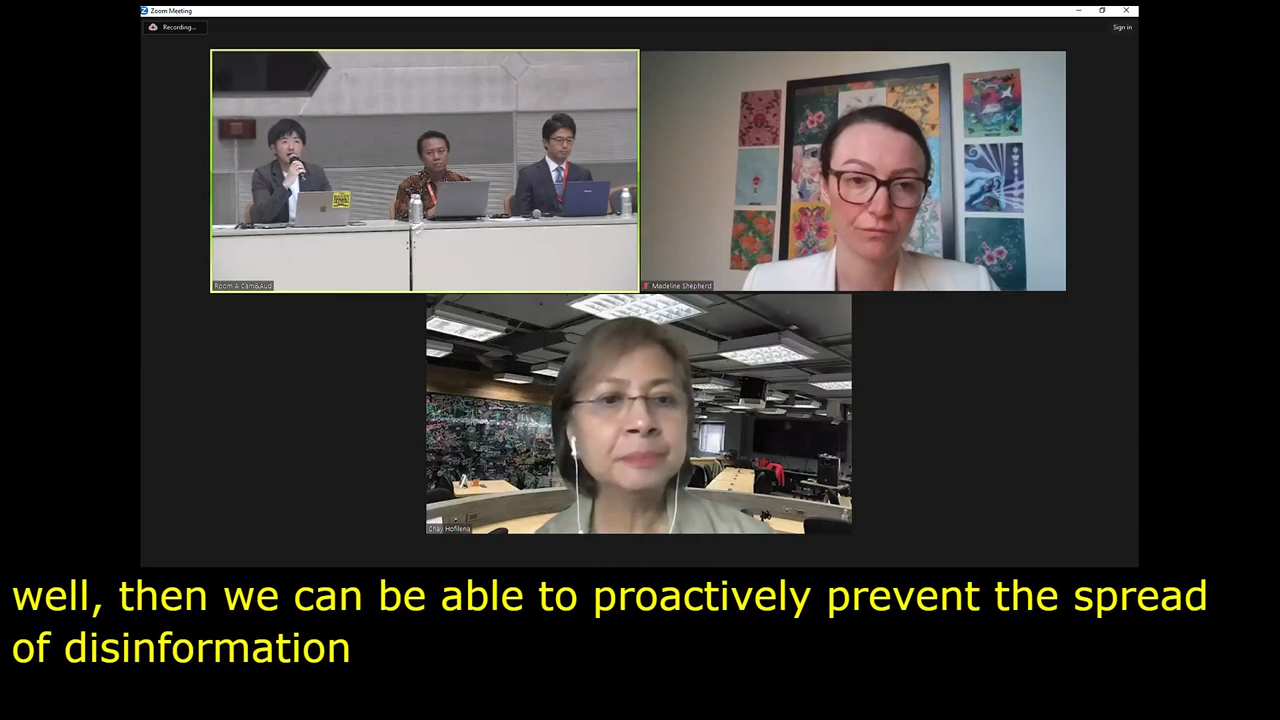 Zoom Meeting
Recording...
Sign in
Room A Cam&Aud
Madeline Shepherd
Chay Hofilena
well, then we can be able to proactively prevent the spread
of disinformation